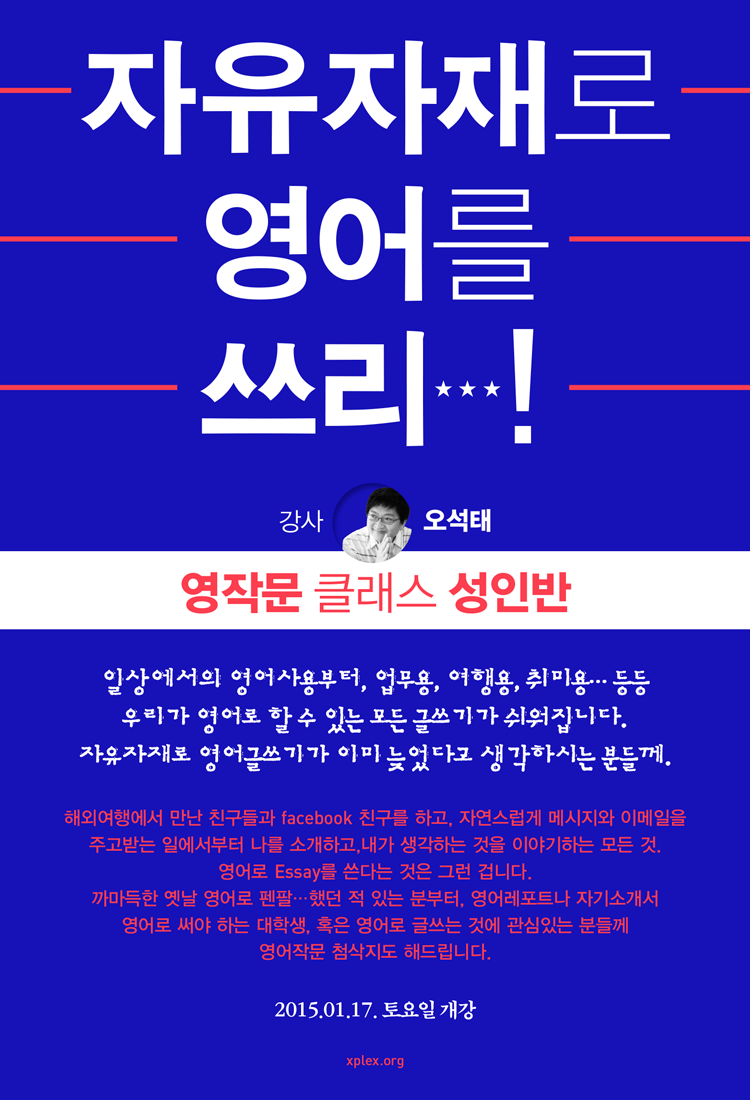 자유자재로
영어를
쓰리…!
강사 오석태
영작문 클래스 성인반
일상에서의 영어사용부터, 업무용, 여행용, 취미용… 등등
우리가 영어로 할 수 있는 모든 글쓰기가 쉬워집니다.
자유자재로 영어글쓰기가 이미 늦었다고 생각하시는 분들께.
해외여행에서 만난 친구들과 facebook 친구를 하고, 자연스럽게 메시지와 이메일을
주고받는 일에서부터 나를 소개하고,내가 생각하는 것을 이야기하는 모든 것.
영어로 Essay를 쓴다는 것은 그런 겁니다.
까마득한 옛날 영어로 펜팔…했던 적 있는 분부터, 영어레포트나 자기소개서
영어로 써야 하는 대학생, 혹은 영어로 글쓰는 것에 관심있는 분들께
영어작문 첨삭지도 해드립니다.
2015.01.17. 토요일 개강
xplex.org